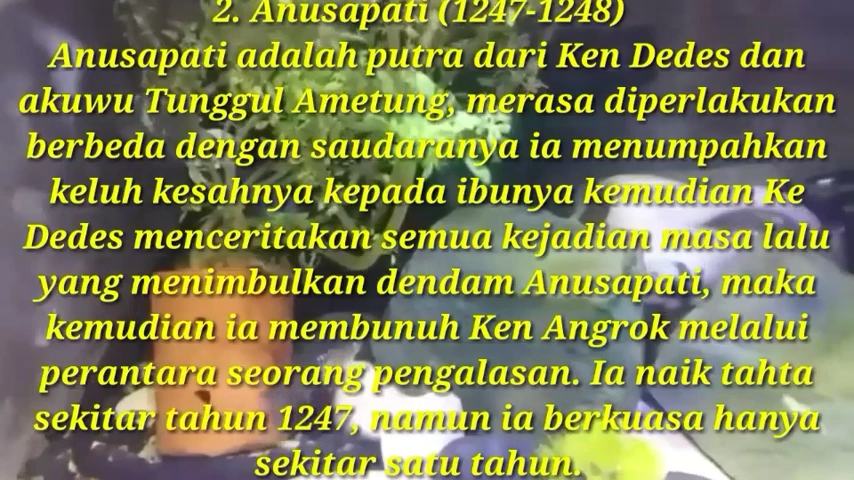 2. Anusapati (1247-1248)
Anusapati adalah putra dari Ken Dedes dan
akuwu Tunggul Ametung, merasa diperlakukan
berbeda dengan saudaranya ia menumpahkan
keluh kesahnya kepada ibunya kemudian Ke
Dedes menceritakan semua kejadian masa lalu
yang menimbulkan dendam Anusapati, maka
kemudian ia membunuh Ken Angrok melalui
perantara seorang pengalasan. Ia naik tahta
sekitar tahun 1247, namun ia berkuasa hanya
sekitar satu tahun.